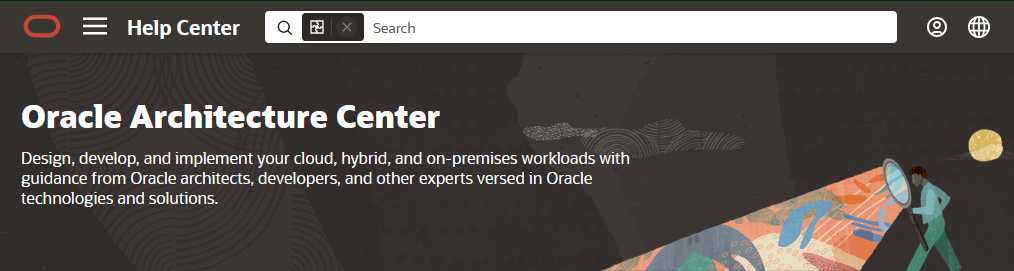 Help Center
Search
Oracle Architecture Center
Design, develop, and implement your cloud, hybrid, and on-premises workloads with
guidance from Oracle architects, developers, and other experts versed in Oracle
technologies and solutions.